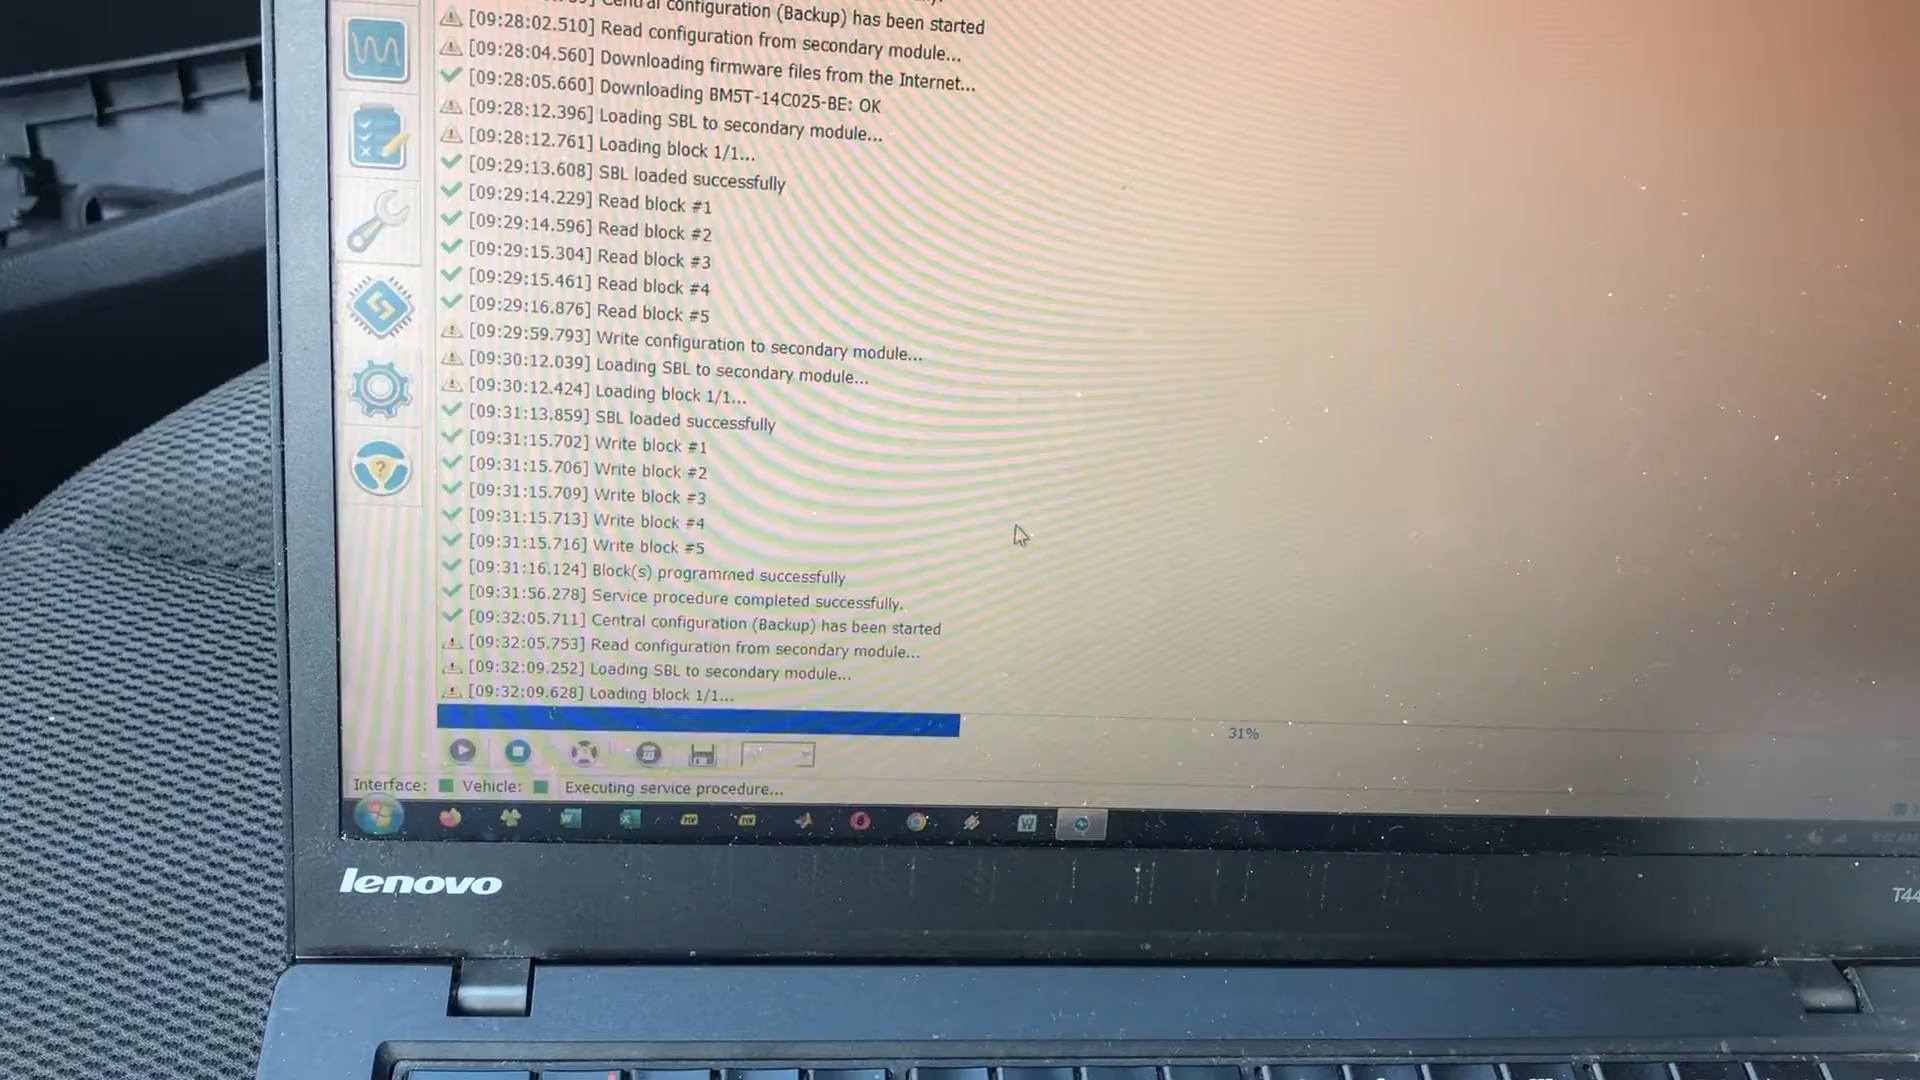 Central configuration (Backup) has been started
[09:28:02.510] Read configuration from secondary module...
[09:28:04.560] Downloading firmware files from the Internet...
[09:28:05.660] Downloading BM5T-14C025-BE: OK
[09:28:12.396] Loading SBL to secondary module...
[09:28:12.761] Loading block 1/1...
[09:29:13.608] SBL loaded successfully
[09:29:14.229] Read block #1
[09:29:14.596] Read block #2
[09:29:15.304] Read block #3
[09:29:15.461] Read block #4
[09:29:16.876] Read block #5
[09:29:59.793] Write configuration to secondary module...
[09:30:12.039] Loading SBL to secondary module...
[09:30:12.424] Loading block 1/1...
[09:31:13.859] SBL loaded successfully
[09:31:15.702] Write block #1
[09:31:15.706] Write block #2
[09:31:15.709] Write block #3
[09:31:15.713] Write block #4
[09:31:15.716] Write block #5
[09:31:16.124] Block(s) programmed successfully
[09:31:56.278] Service procedure completed successfully.
[09:32:05.711] Central configuration (Backup) has been started
[09:32:05.753] Read configuration from secondary module...
[09:32:09.252] Loading SBL to secondary module...
[09:32:09.628] Loading block 1/1...
31%
Interface: Vehicle: Executing service procedure...
lenovo
T44